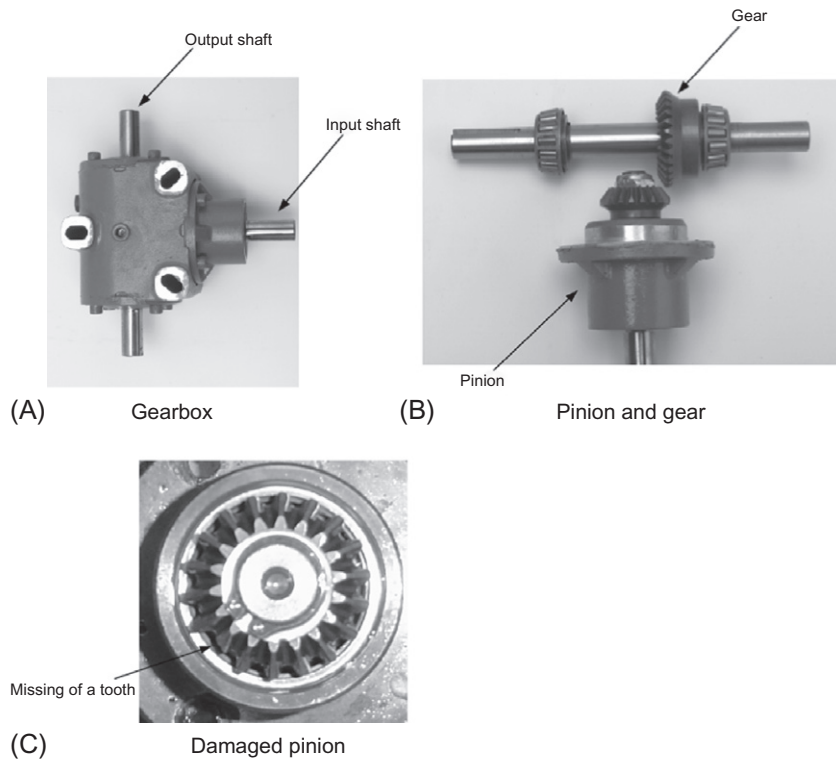 Output shaft
Input shaft
(A) Gearbox
Gear
Pinion
(B) Pinion and gear
Missing of a tooth
(C) Damaged pinion